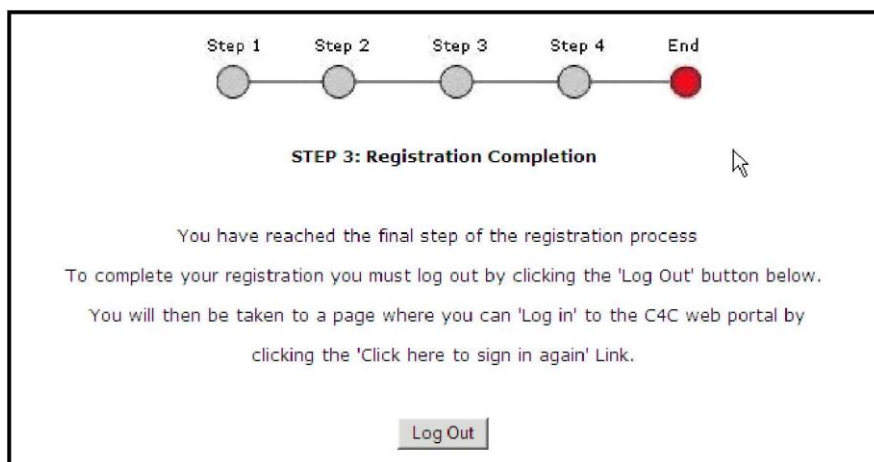 Step 1 Step 2 Step 3 Step 4 End
STEP 3: Registration Completion
You have reached the final step of the registration process
To complete your registration you must log out by clicking the 'Log Out' button below.
You will then be taken to a page where you can 'Log in' to the C4C web portal by
clicking the 'Click here to sign in again' Link.
Log Out